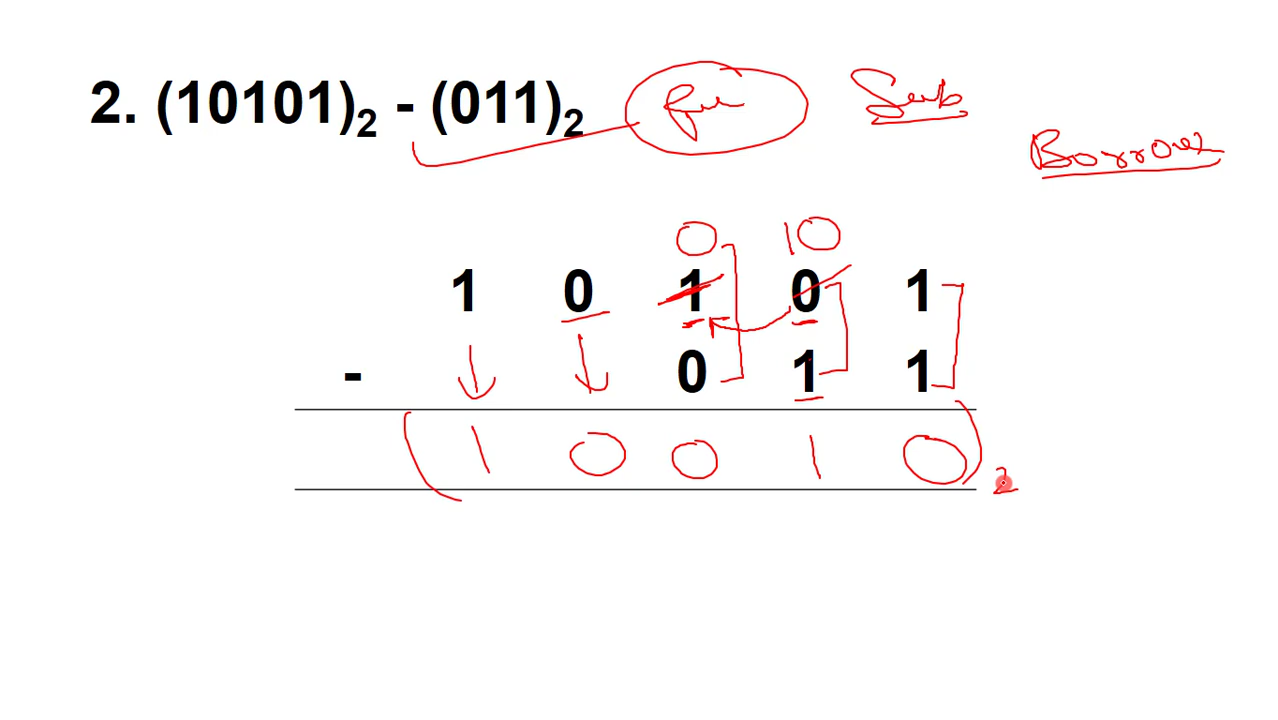 2. (10101)₂ - (011)₂
Sub
Borrow
0 10
1 0 1 0 1
- 0 1 1
(1 0 0 1 0)₂